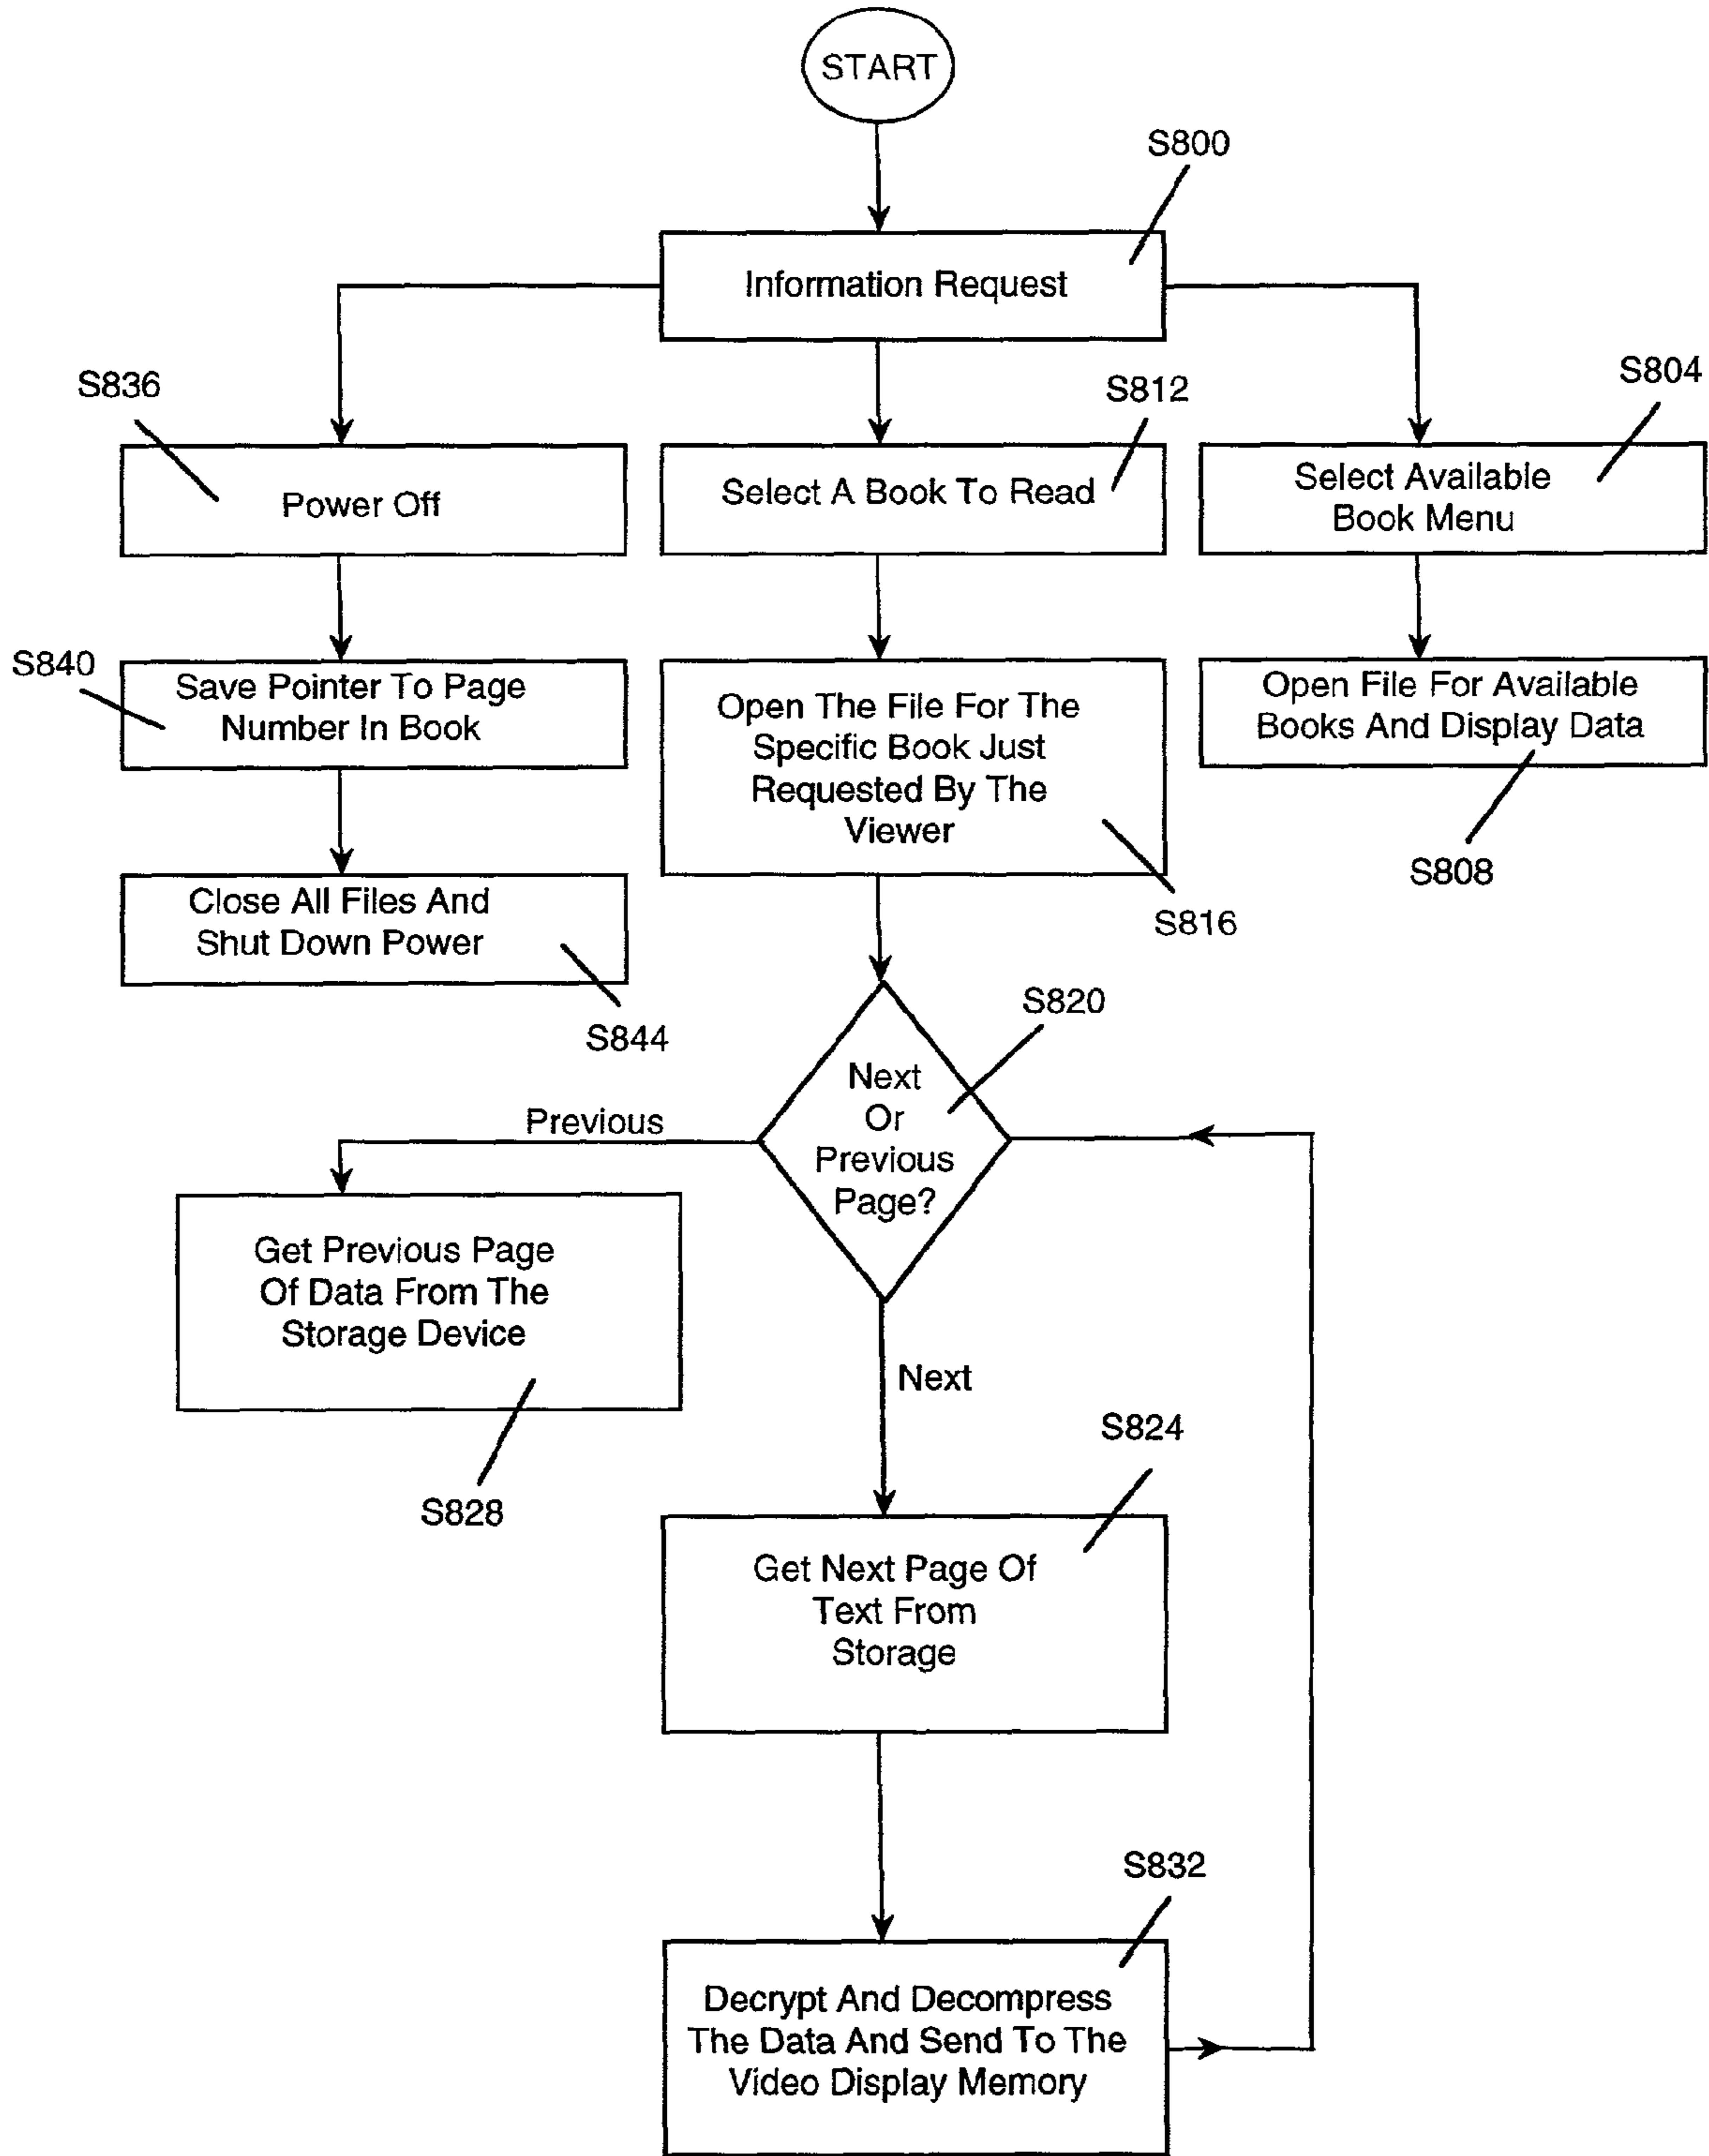 START
S800
Information Request
S836
S812
S804
Power Off
Select A Book To Read
Select Available
Book Menu
S840
Save Pointer To Page
Number In Book
Open The File For The
Specific Book Just
Requested By The
Viewer
Open File For Available
Books And Display Data
S808
Close All Files And
Shut Down Power
S816
S844
S820
Next
Or
Previous
Page?
Previous
Get Previous Page
Of Data From The
Storage Device
Next
S828
S824
Get Next Page Of
Text From
Storage
S832
Decrypt And Decompress
The Data And Send To The
Video Display Memory